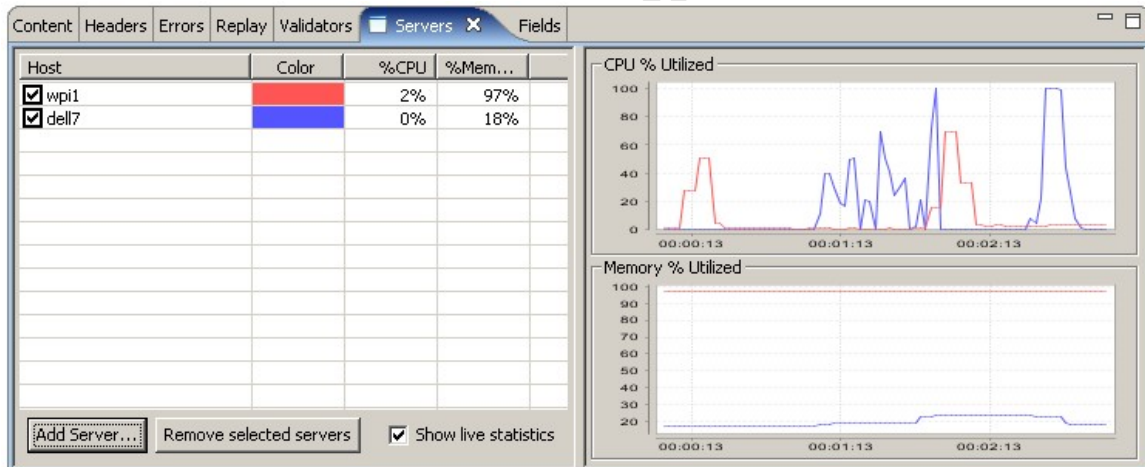 Content Headers Errors Replay Validators Servers Fields
Host Color %CPU %Mem...
wpi1 2% 97%
dell7 0% 18%
Add Server... Remove selected servers Show live statistics
CPU % Utilized
100
80
60
40
20
0
00:00:13 00:01:13 00:02:13
Memory % Utilized
100
90
80
70
60
50
40
30
20
00:00:13 00:01:13 00:02:13